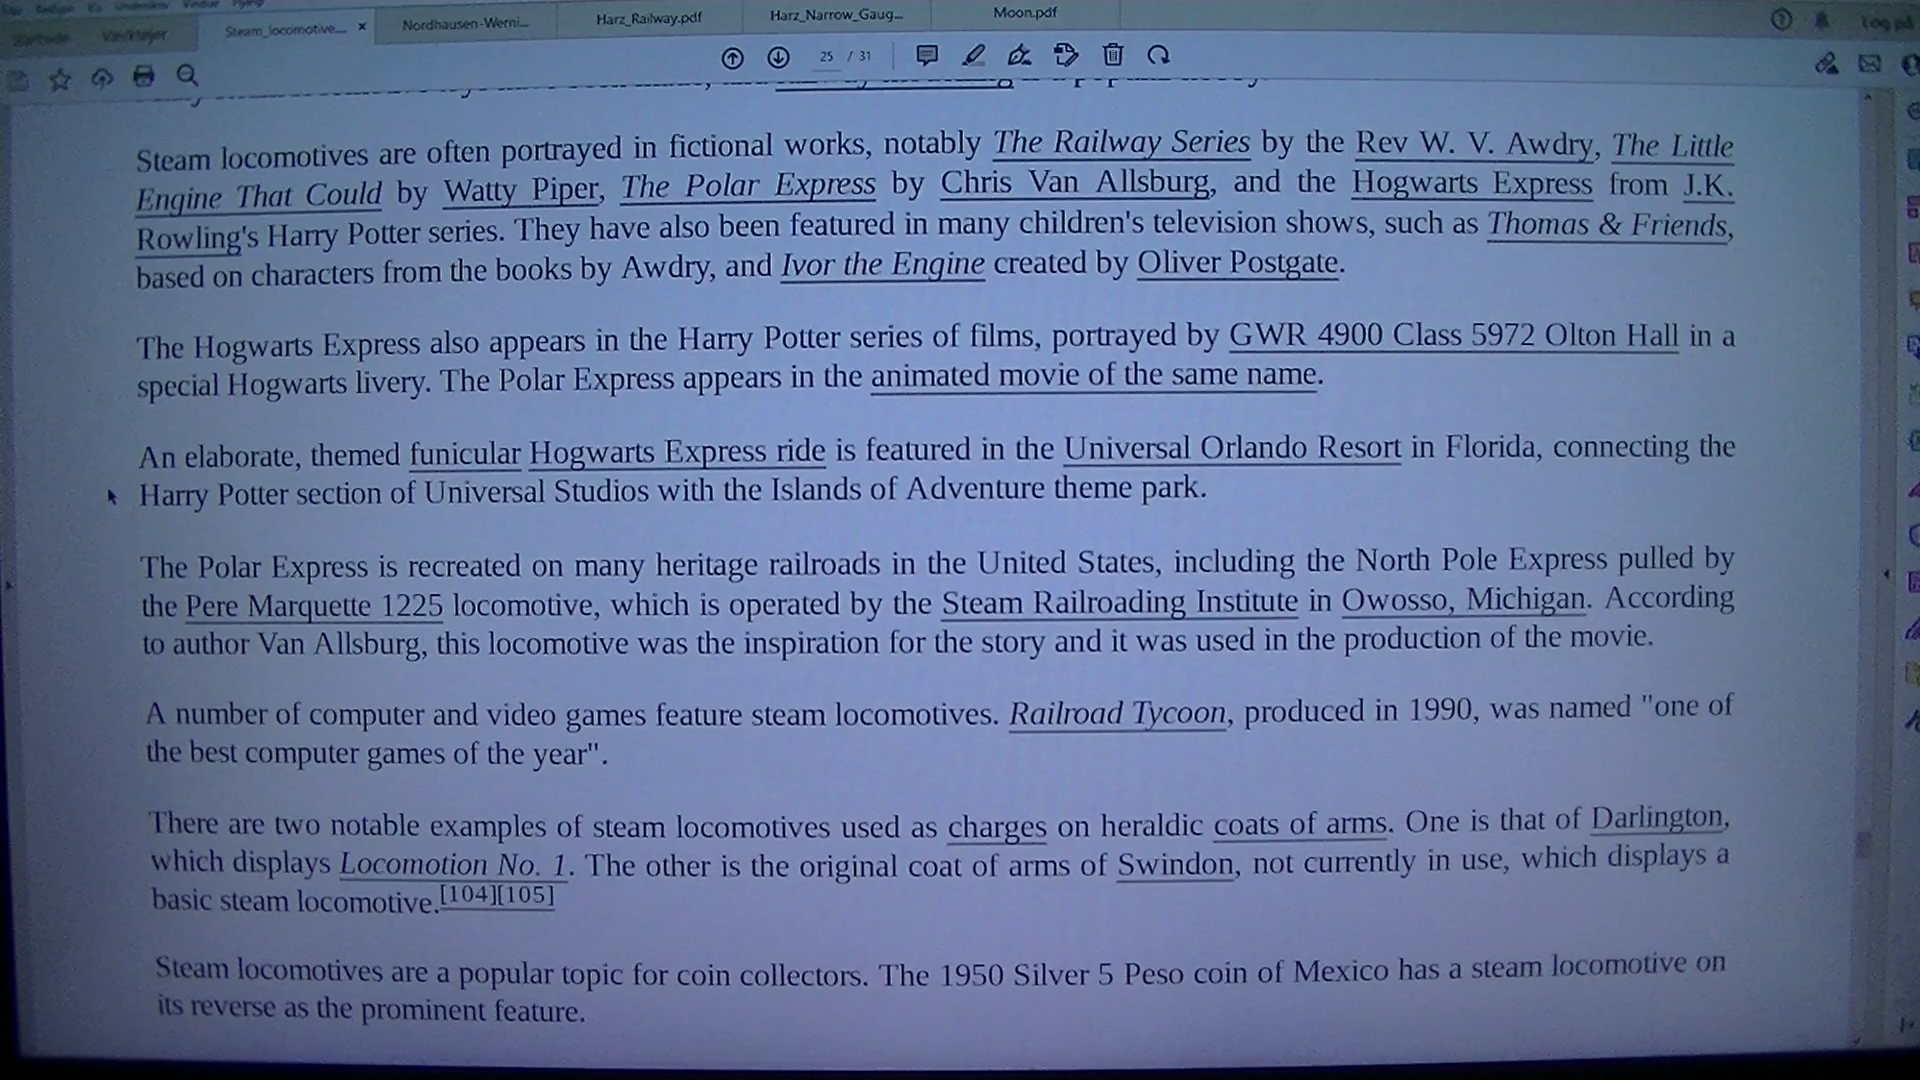 Steam_locomotive...
Nordhausen-Werni...
Harz_Railway.pdf
Harz_Narrow_Gaug...
Moon.pdf
Værktøjer
Log på
25 / 31
Steam locomotives are often portrayed in fictional works, notably The Railway Series by the Rev W. V. Awdry, The Little
Engine That Could by Watty Piper, The Polar Express by Chris Van Allsburg, and the Hogwarts Express from J.K.
Rowling's Harry Potter series. They have also been featured in many children's television shows, such as Thomas & Friends,
based on characters from the books by Awdry, and Ivor the Engine created by Oliver Postgate.
The Hogwarts Express also appears in the Harry Potter series of films, portrayed by GWR 4900 Class 5972 Olton Hall in a
special Hogwarts livery. The Polar Express appears in the animated movie of the same name.
An elaborate, themed funicular Hogwarts Express ride is featured in the Universal Orlando Resort in Florida, connecting the
Harry Potter section of Universal Studios with the Islands of Adventure theme park.
The Polar Express is recreated on many heritage railroads in the United States, including the North Pole Express pulled by
the Pere Marquette 1225 locomotive, which is operated by the Steam Railroading Institute in Owosso, Michigan. According
to author Van Allsburg, this locomotive was the inspiration for the story and it was used in the production of the movie.
A number of computer and video games feature steam locomotives. Railroad Tycoon, produced in 1990, was named "one of
the best computer games of the year".
There are two notable examples of steam locomotives used as charges on heraldic coats of arms. One is that of Darlington,
which displays Locomotion No. 1. The other is the original coat of arms of Swindon, not currently in use, which displays a
basic steam locomotive.[104][105]
Steam locomotives are a popular topic for coin collectors. The 1950 Silver 5 Peso coin of Mexico has a steam locomotive on
its reverse as the prominent feature.